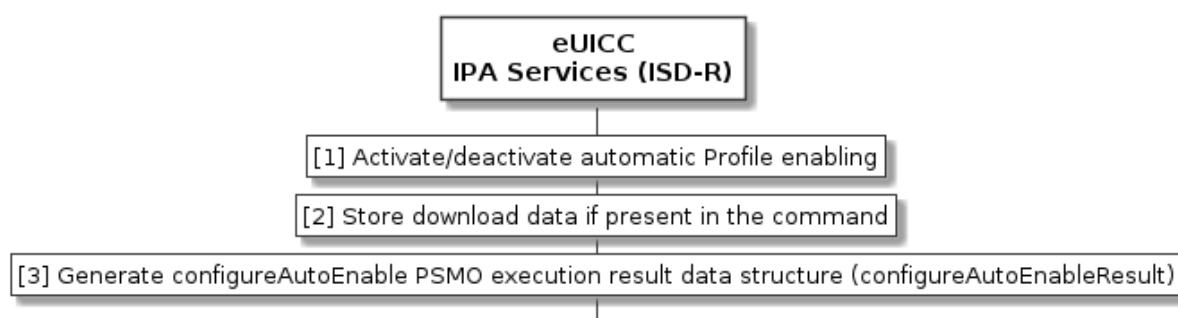 eUICC
IPA Services (ISD-R)
[1] Activate/deactivate automatic Profile enabling
[2] Store download data if present in the command
[3] Generate configureAutoEnable PSMO execution result data structure (configureAutoEnableResult)